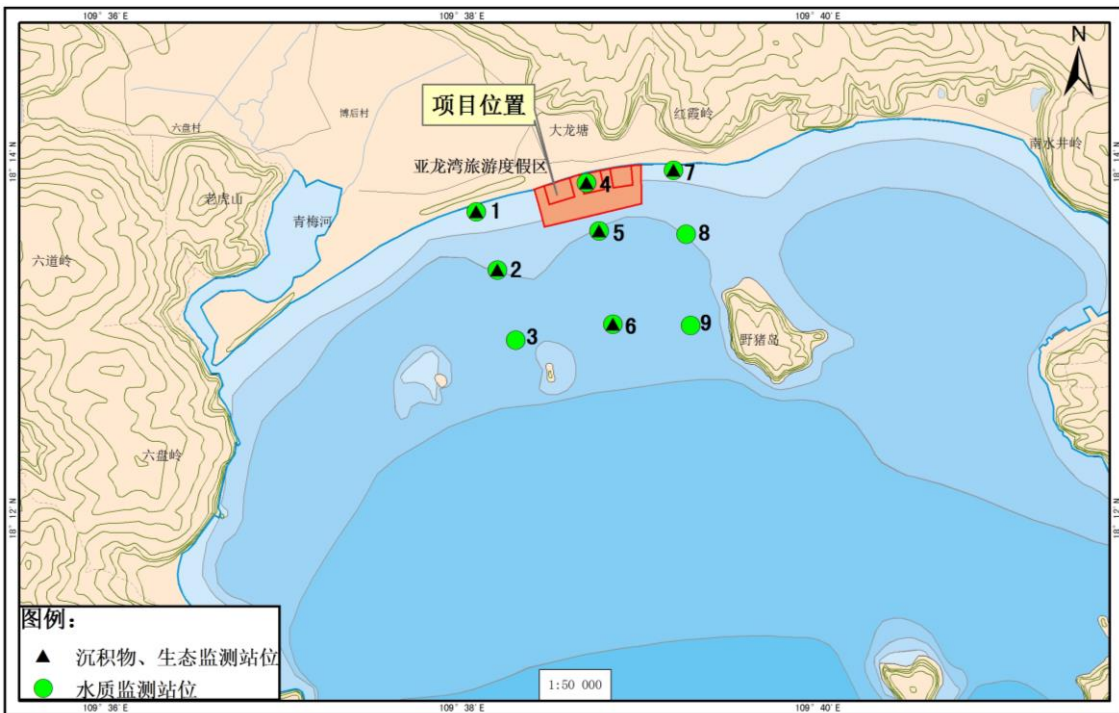 109° 36′ E
109° 38′ E
109° 40′ E
N
项目位置
红霞岭
大龙塘
博后村
六盘村
南水井岭
18° 14′ N
18° 14′ N
亚龙湾旅游度假区
7
4
老虎山
1
青梅河
5
8
六道岭
2
6
9
3
野猪岛
六盘岭
18° 12′ N
18° 12′ N
图例：
沉积物、生态监测站位
水质监测站位
1:50 000
109° 36′ E
109° 38′ E
109° 40′ E